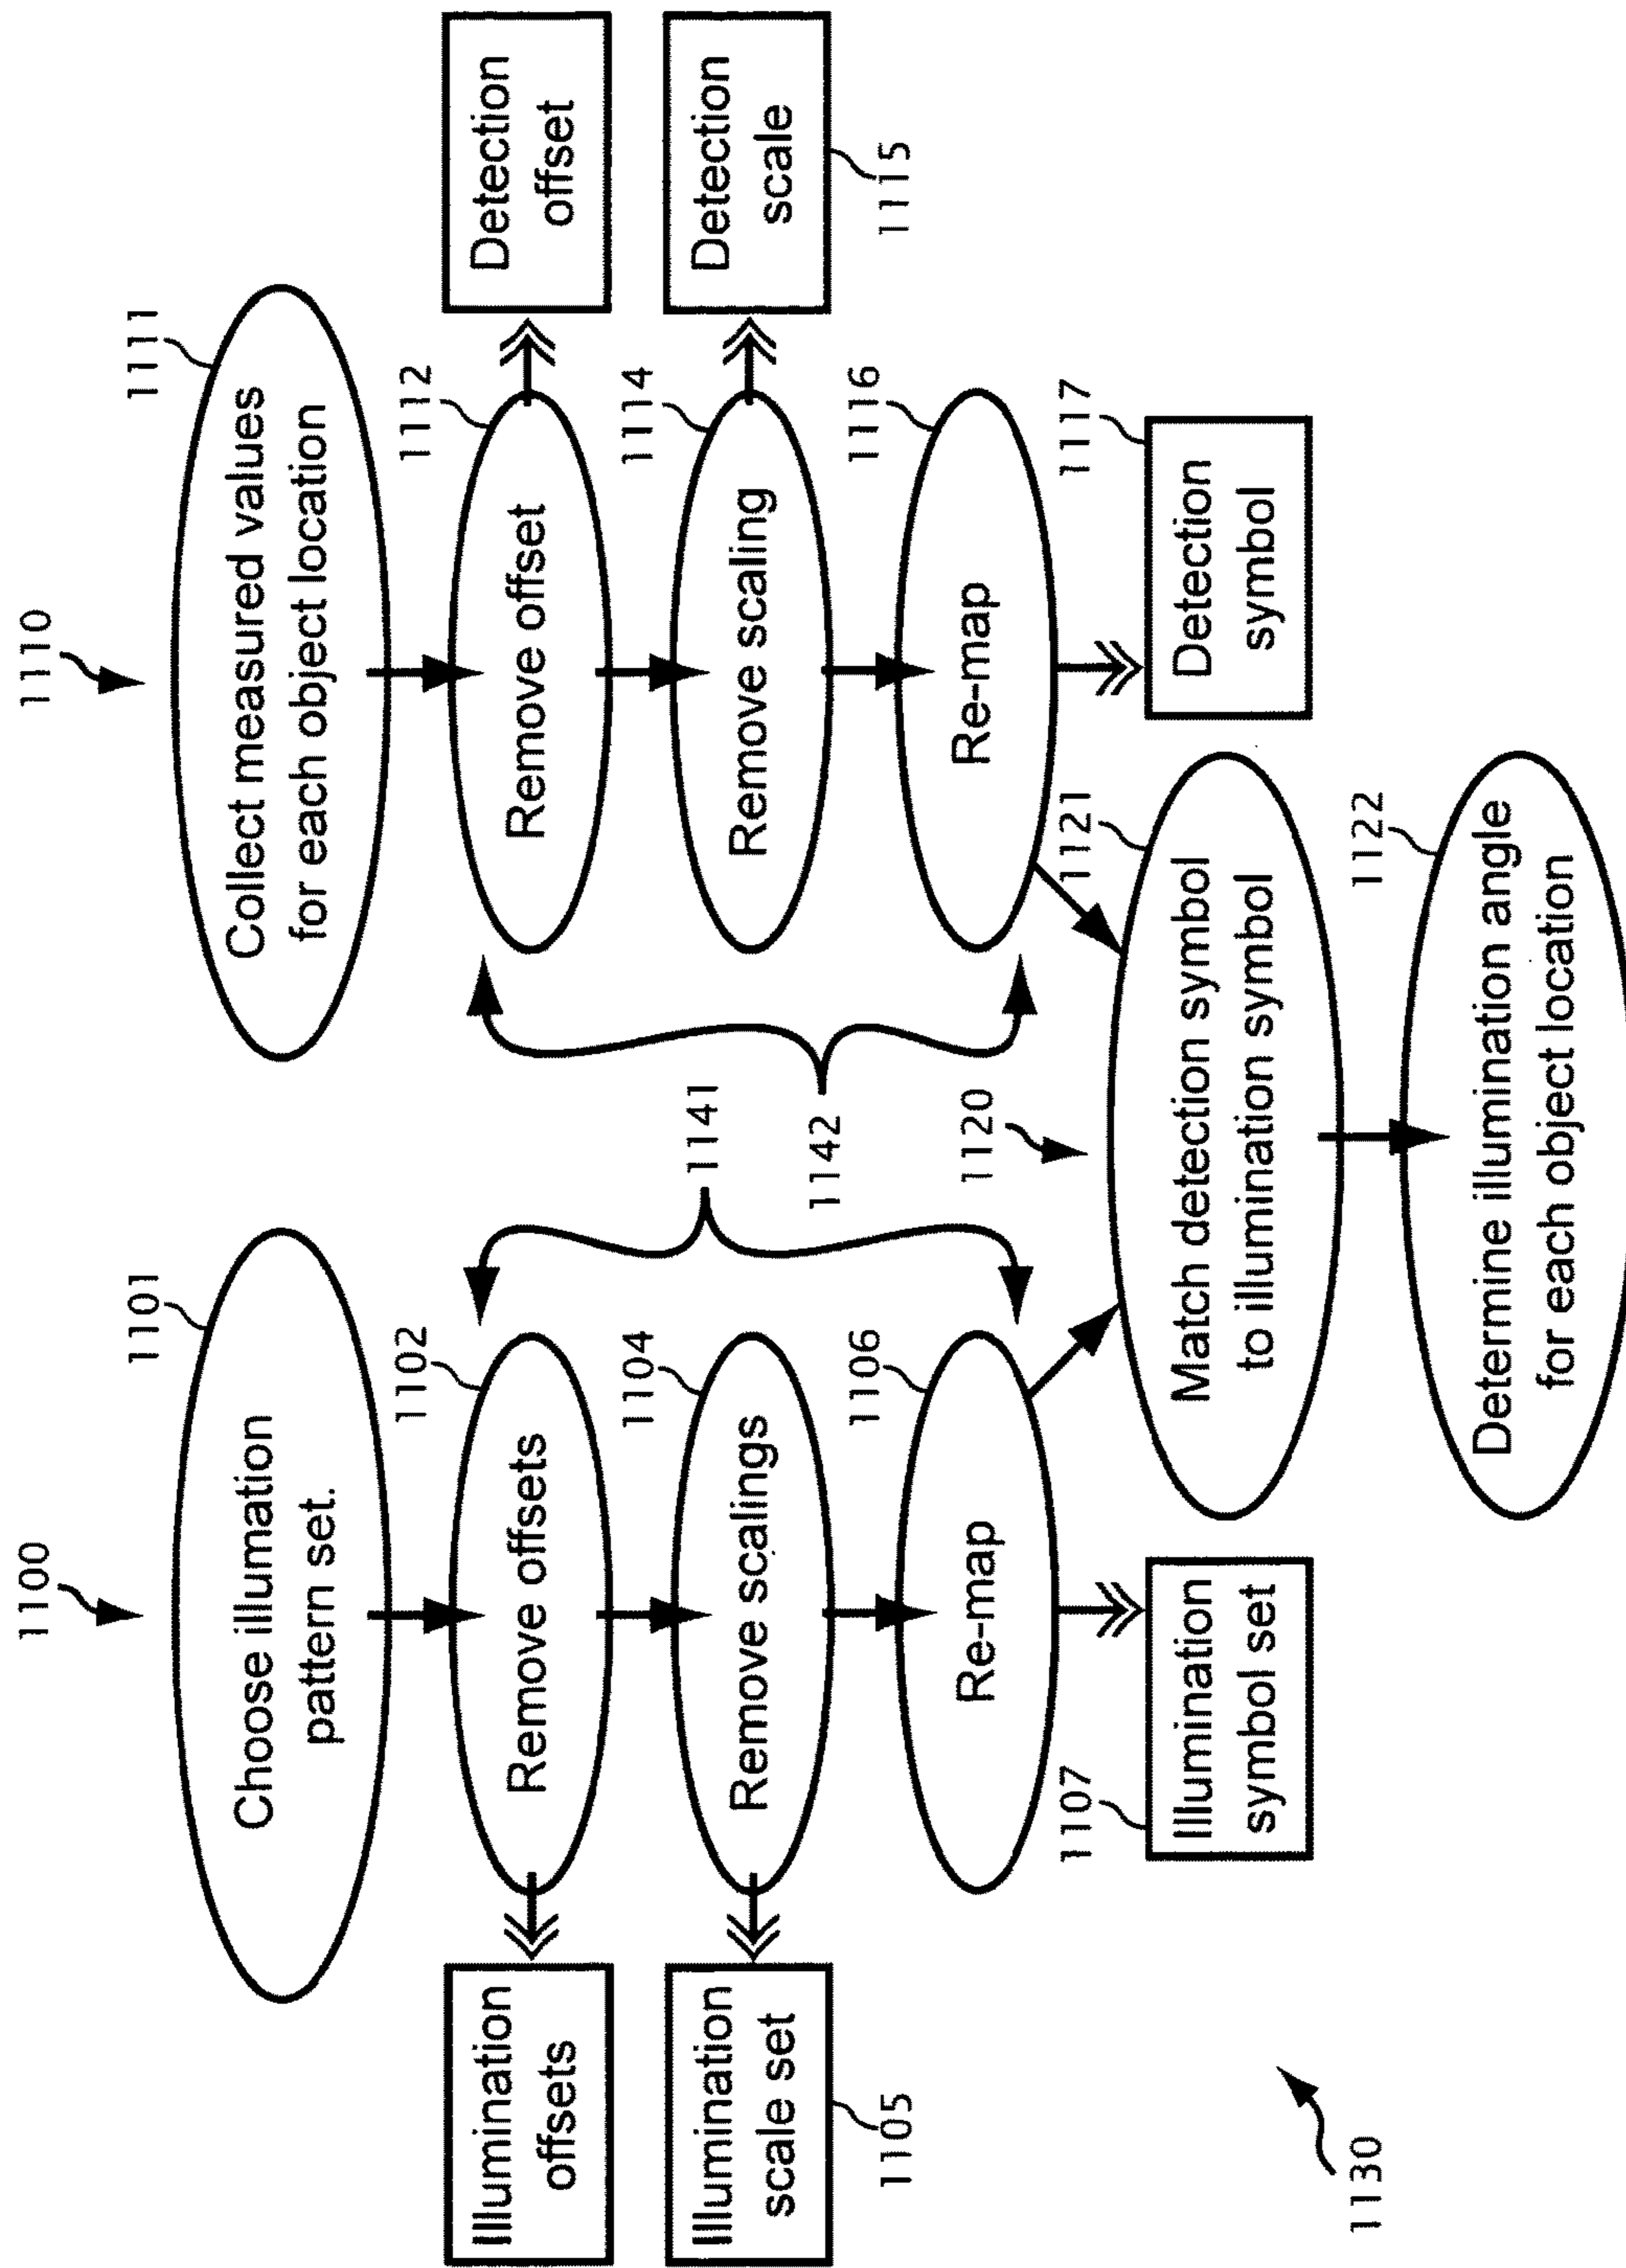 1100
1110
1101
1111
Choose illumation
pattern set.
Collect measured values
for each object location
1102
1112
Illumination
offsets
Remove offsets
Remove offset
Detection
offset
1141
1104
1114
Illumination
scale set
Remove scalings
Remove scaling
Detection
scale
1105
1115
1142
1106
1116
Re-map
Re-map
1120
1107
1121
1117
Illumination
symbol set
Match detection symbol
to illumination symbol
Detection
symbol
1122
Determine illumination angle
for each object location
1130